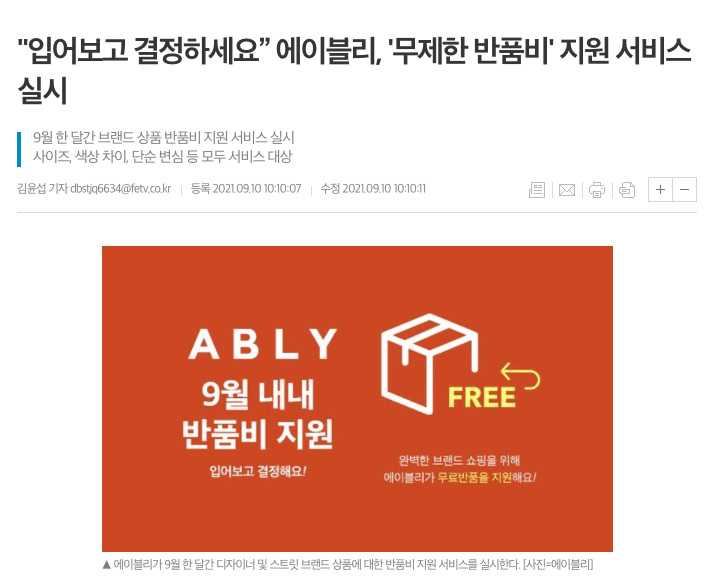 "입어보고 결정하세요” 에이블리, '무제한 반품비' 지원 서비스
실시
9월 한 달간 브랜드 상품 반품비 지원 서비스 실시
사이즈, 색상 차이, 단순 변심 등 모두 서비스 대상
김윤섭 기자 dbstjq6634@fetv.co.kr 등록 2021.09.10 10:10:07 수정 2021.09.10 10:10:11
ABLY
9월 내내
반품비 지원
입어보고 결정해요!
FREE
완벽한 브랜드 쇼핑을 위해
에이블리가 무료반품을 지원해요!
▲ 에이블리가 9월 한 달간 디자이너 및 스트릿 브랜드 상품에 대한 반품비 지원 서비스를 실시한다. [사진=에이블리]